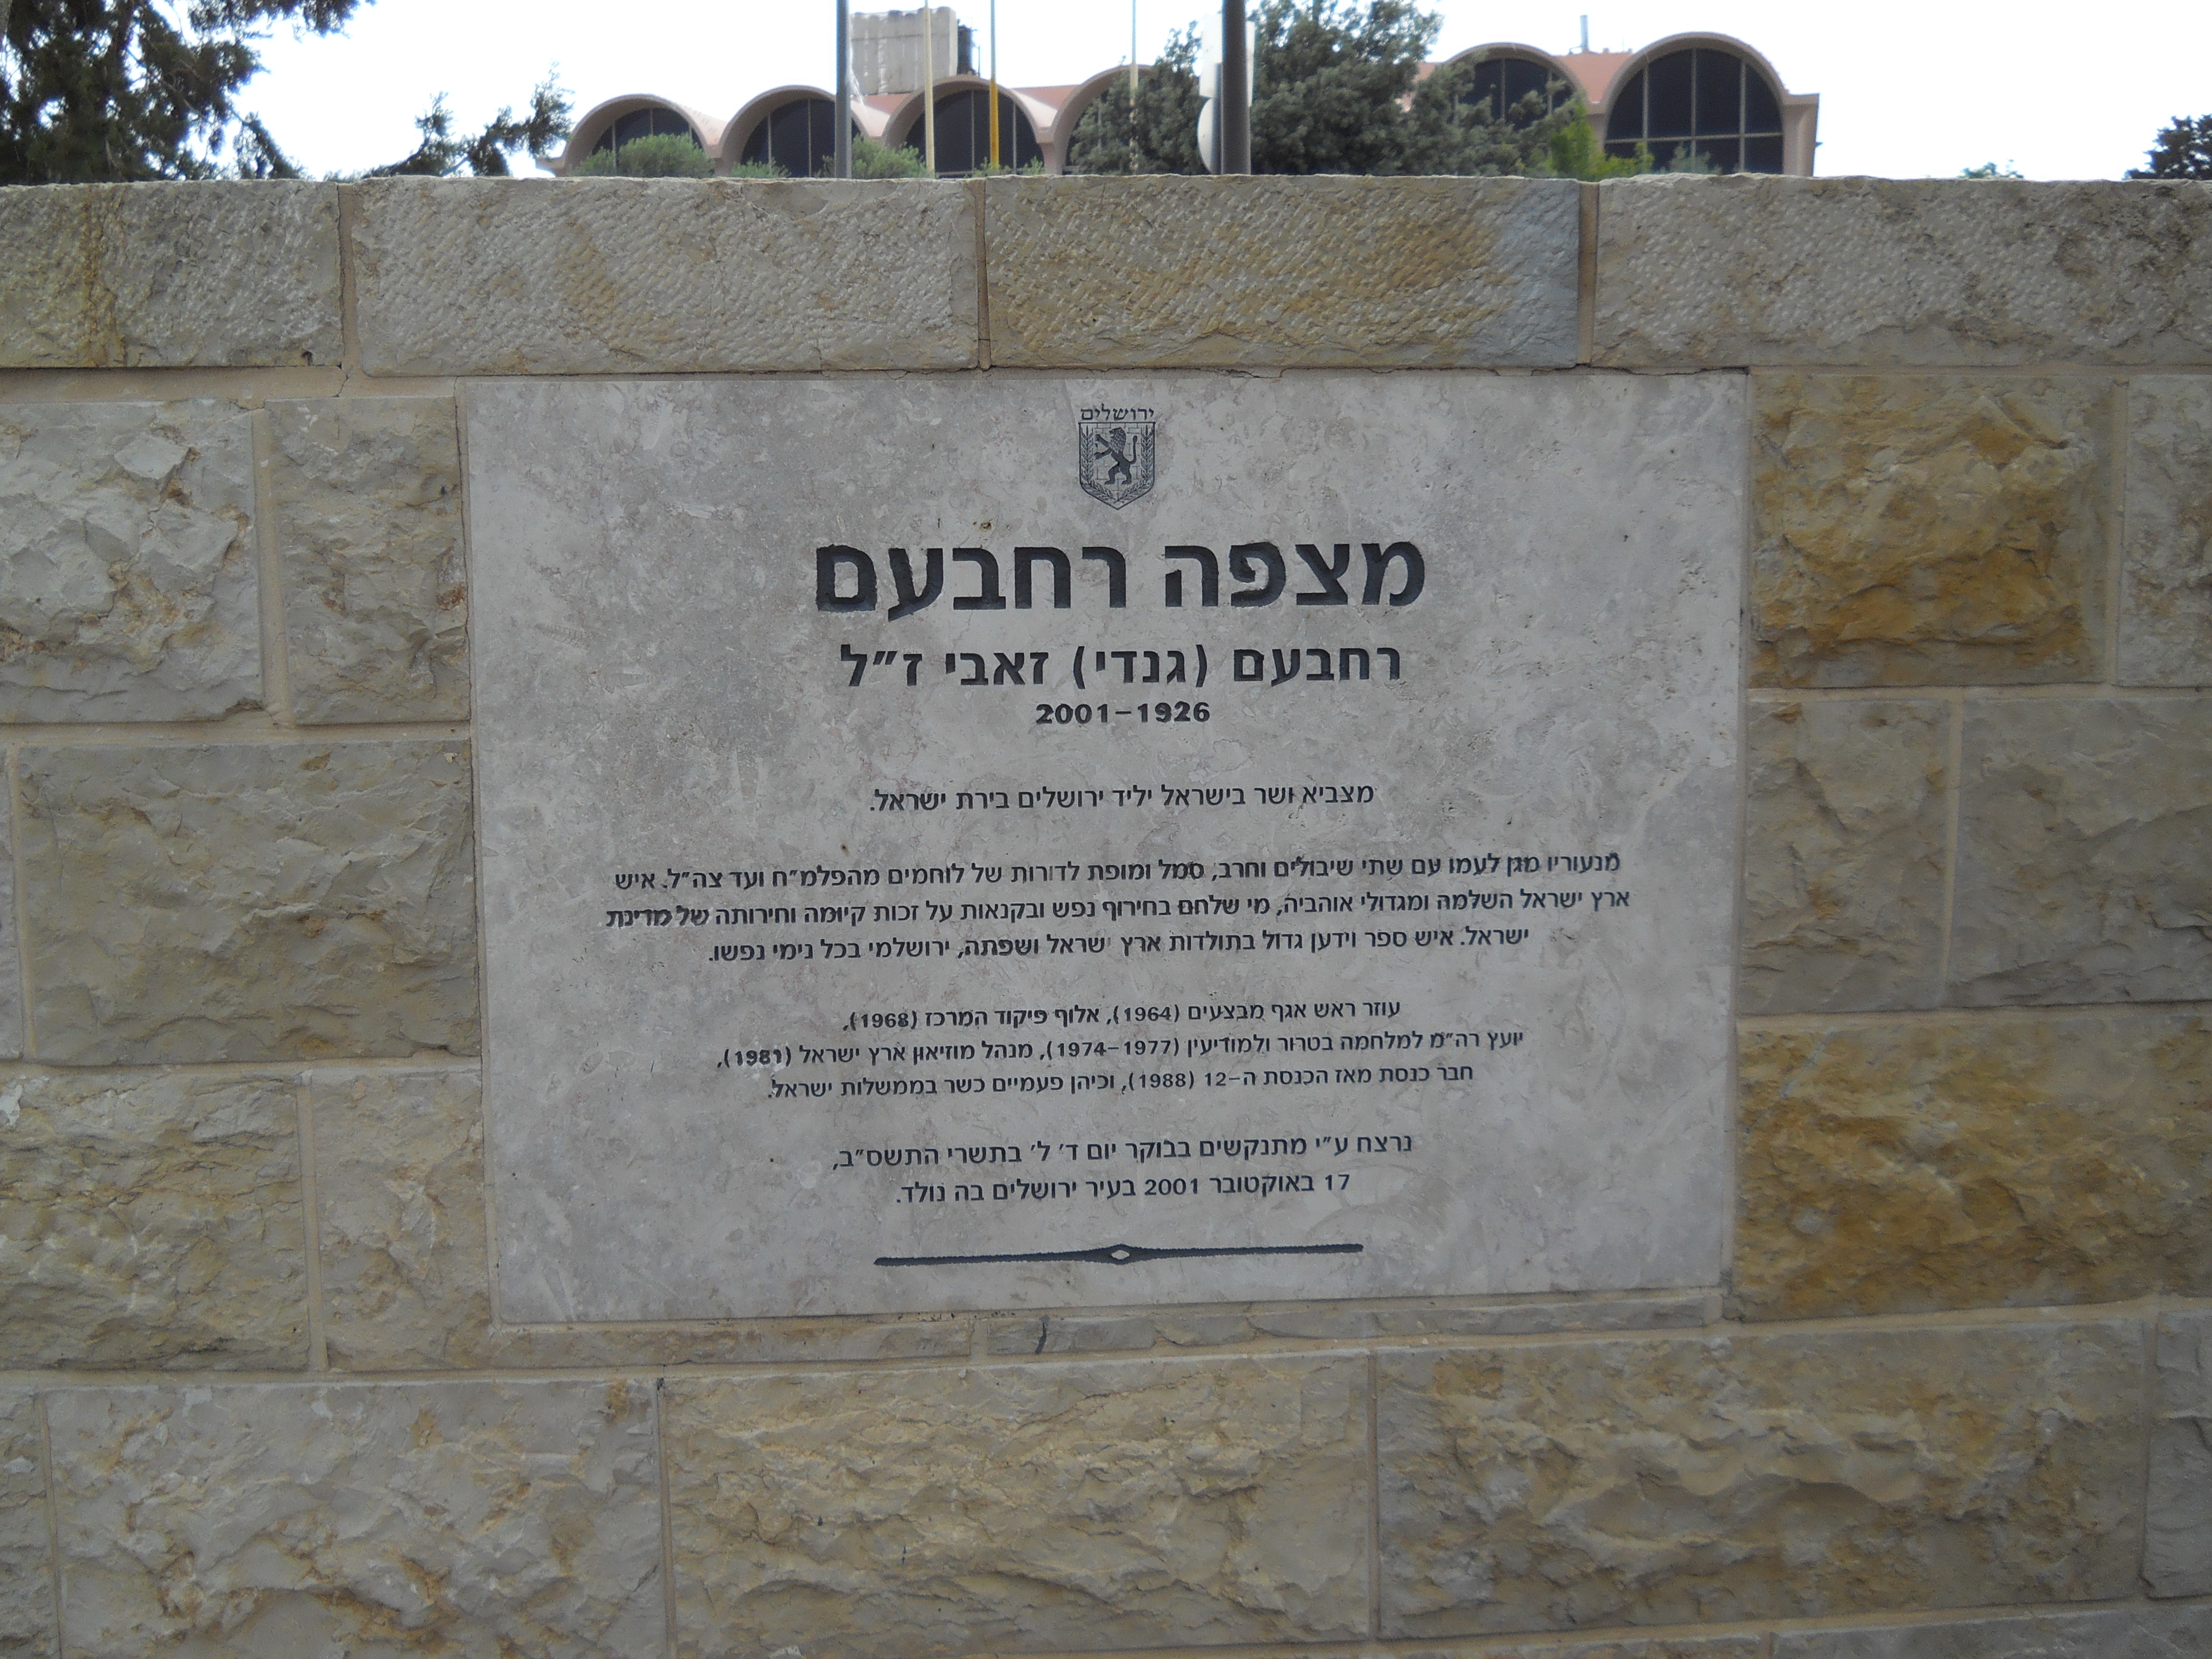 ירושלים
מצפה רחבעם
רחבעם (גנדי) זאבי ז״ל
2001–1926
מצביא ושר בישראל יליד ירושלים בירת ישראל.
מנעוריו מגן לעמו עם שתי שיבולים וחרב, סמל ומופת לדורות של לוחמים מהפלמ״ח ועד צה״ל. איש
ארץ ישראל השלמה ומגדולי אוהביה, מי שלחם בחירוף נפש ובקנאות על זכות קיומה וחירותה של מדינת
ישראל. איש ספר וידען גדול בתולדות ארץ ישראל ושפתה, ירושלמי בכל נימי נפשו.
עוזר ראש אגף מבצעים (1964), אלוף פיקוד המרכז (1968),
יועץ רה״מ למלחמה בטרור ולמודיעין (1974–1977), מנהל מוזיאון ארץ ישראל (1981),
חבר כנסת מאז הכנסת ה–12 (1988), וכיהן פעמיים כשר בממשלות ישראל.
נרצח ע״י מתנקשים בבוקר יום ד׳ ל׳ בתשרי התשס״ב,
17 באוקטובר 2001 בעיר ירושלים בה נולד.